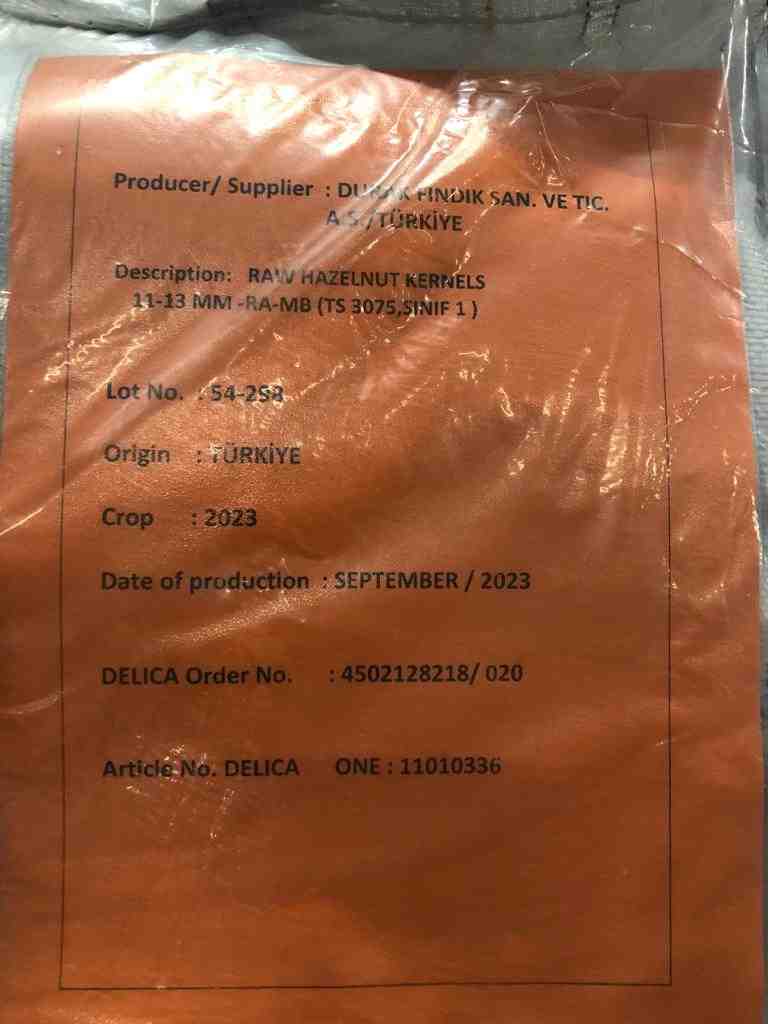 Producer/ Supplier : DURAK FINDIK SAN. VE TIC.
A.S./TÜRKİYE
Description: RAW HAZELNUT KERNELS
11-13 MM -RA-MB (TS 3075,SINIF 1 )
Lot No. : 54-298
Origin : TÜRKİYE
Crop : 2023
Date of production : SEPTEMBER / 2023
DELICA Order No. : 4502128218/ 020
Article No. DELICA ONE : 11010336